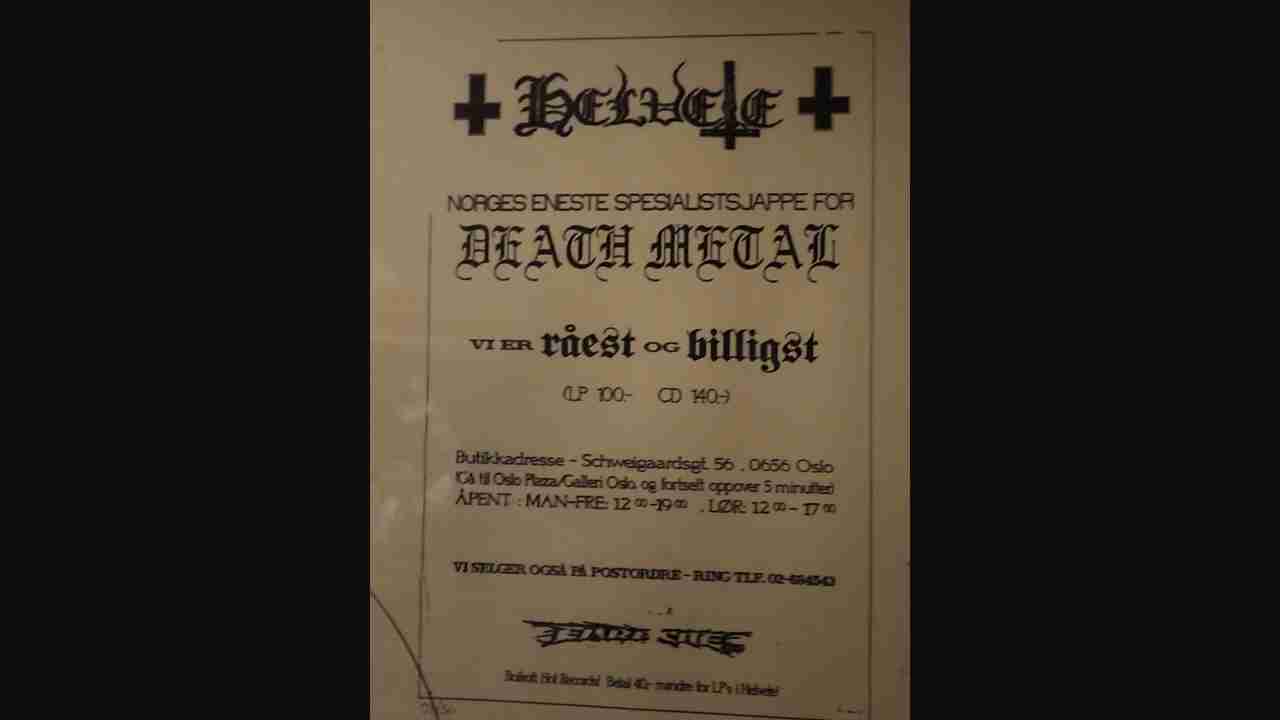 HELVETE
NORGES ENESTE SPESIALISTSJAPPE FOR
DEATH METAL
VI ER råest OG billigst
(LP 100,- CD 140,-)
Butikkadresse - Schweigaardsgt. 56 , 0656 Oslo
(Gå til Oslo Plaza/Galleri Oslo, og fortsett oppover 5 minutter)
ÅPENT : MAN-FRE: 12 00 -19 00 , LØR: 12 00 - 17 00
VI SELGER OGSÅ PÅ POSTORDRE - RING TLF. 02-
Boikott Hot Records! Betal 40,- mindre for LP's i Helvete!